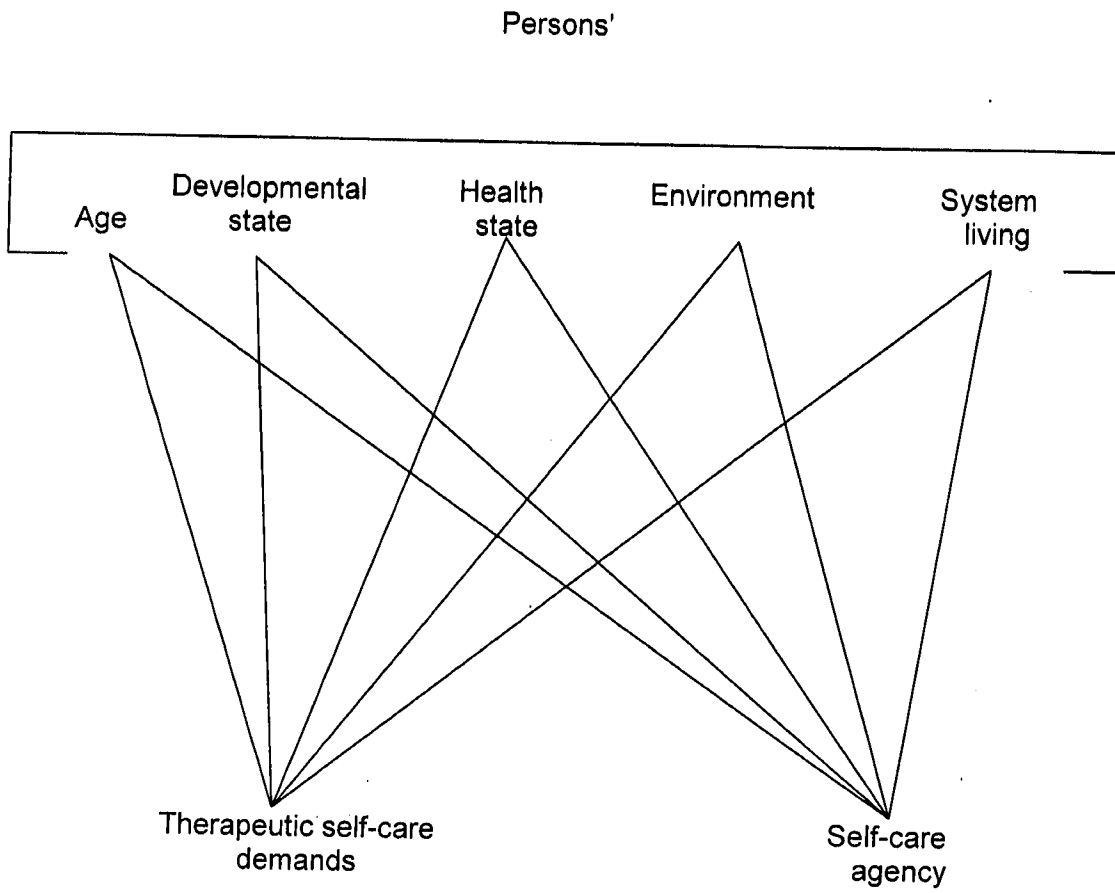 Persons'
Age
Developmental
state
Health
state
Environment
System
living
Therapeutic self-care
demands
Self-care
agency